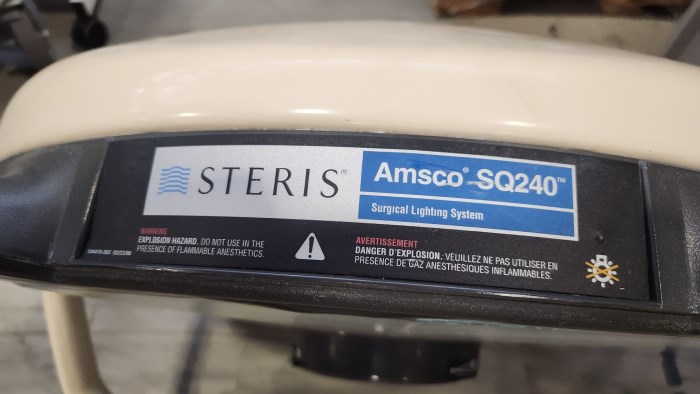 STERIS®
Amsco® SQ240™
Surgical Lighting System
WARNING
EXPLOSION HAZARD. DO NOT USE IN THE
PRESENCE OF FLAMMABLE ANESTHETICS.
AVERTISSEMENT
DANGER D'EXPLOSION. VEUILLEZ NE PAS UTILISER EN
PRESENCE DE GAZ ANESTHESIQUES INFLAMMABLES.